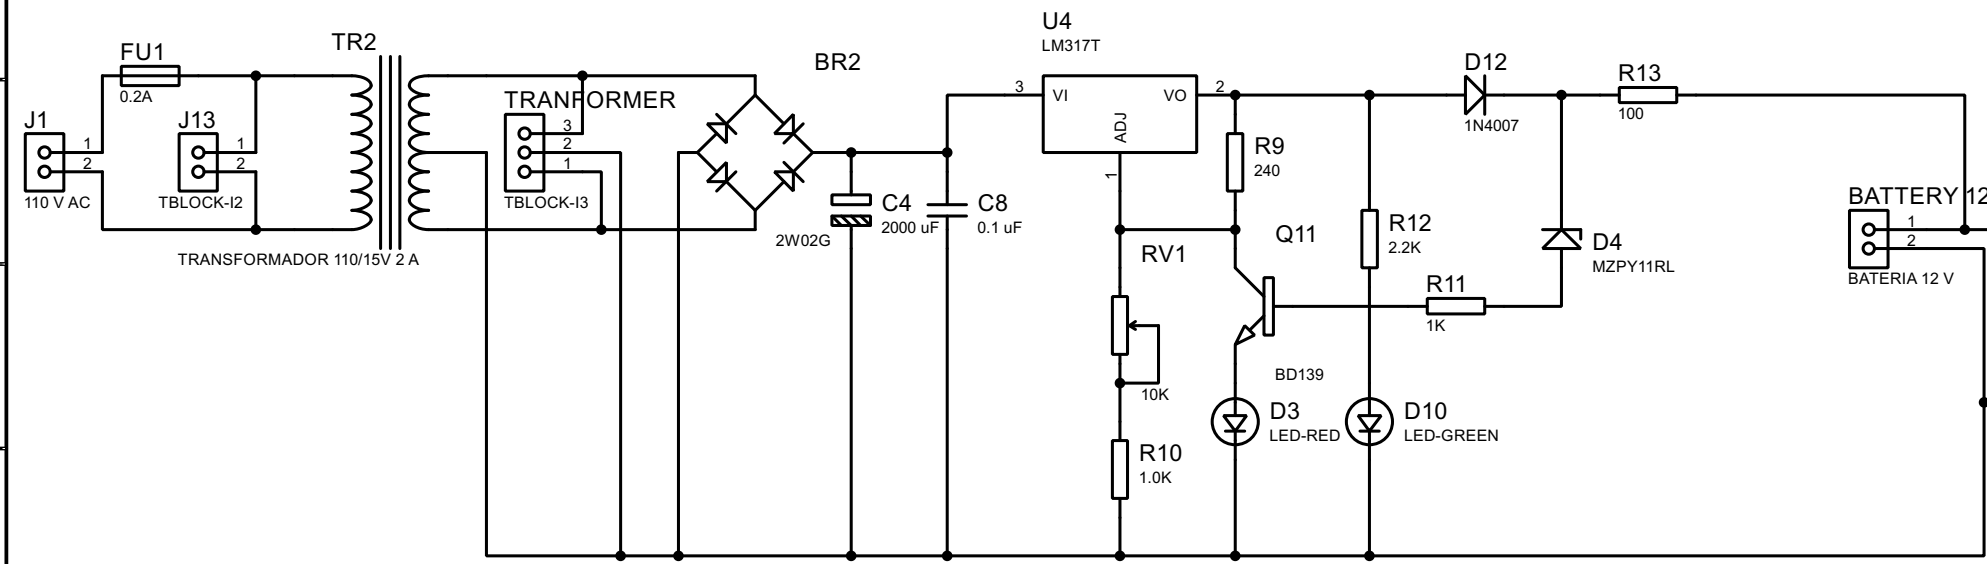 FU1
0.2A
TR2
J1
1
2
110 V AC
J13
1
2
TBLOCK-I2
TRANSFORMADOR 110/15V 2 A
TRANFORMER
3
2
1
TBLOCK-I3
BR2
2W02G
C4
2000 uF
C8
0.1 uF
U4
LM317T
3
VI
VO
2
ADJ
1
R9
240
RV1
10K
R10
1.0K
Q11
BD139
D3
LED-RED
R12
2.2K
D10
LED-GREEN
D12
1N4007
R13
100
D4
MZPY11RL
R11
1K
BATTERY 12
1
2
BATERIA 12 V